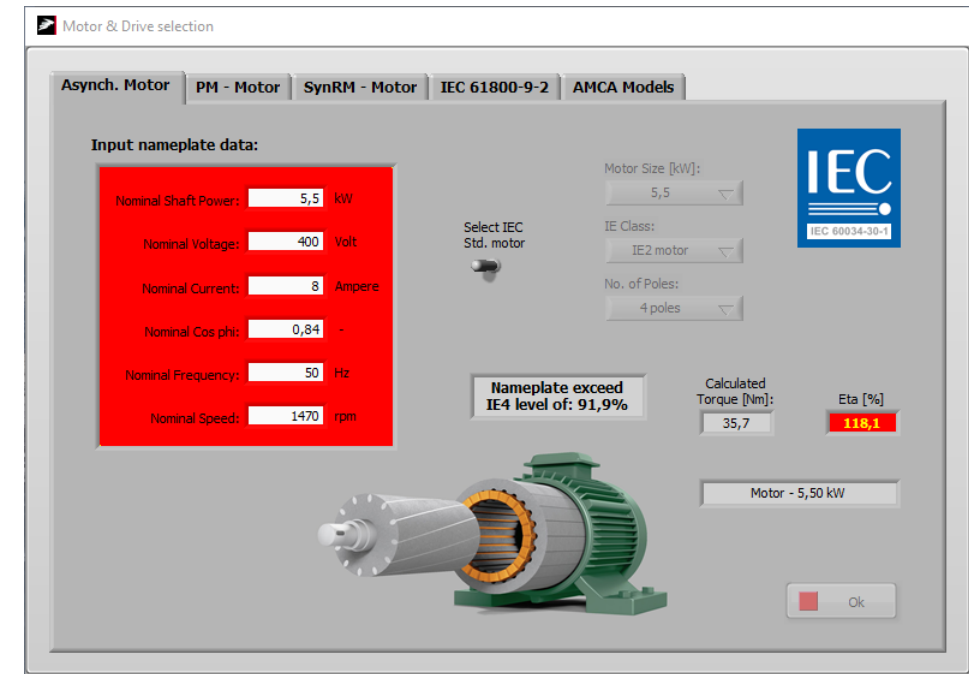 Motor & Drive selection
Asynch. Motor
PM - Motor
SynRM - Motor
IEC 61800-9-2
AMCA Models
Input nameplate data:
Nominal Shaft Power: 5,5 kW
Nominal Voltage: 400 Volt
Nominal Current: 8 Ampere
Nominal Cos phi: 0,84 -
Nominal Frequency: 50 Hz
Nominal Speed: 1470 rpm
Select IEC
Std. motor
Motor Size [kW]:
5,5
IE Class:
IE2 motor
No. of Poles:
4 poles
IEC
IEC 60034-30-1
Nameplate exceed
IE4 level of: 91,9%
Calculated
Torque [Nm]:
35,7
Eta [%]
118,1
Motor - 5,50 kW
Ok